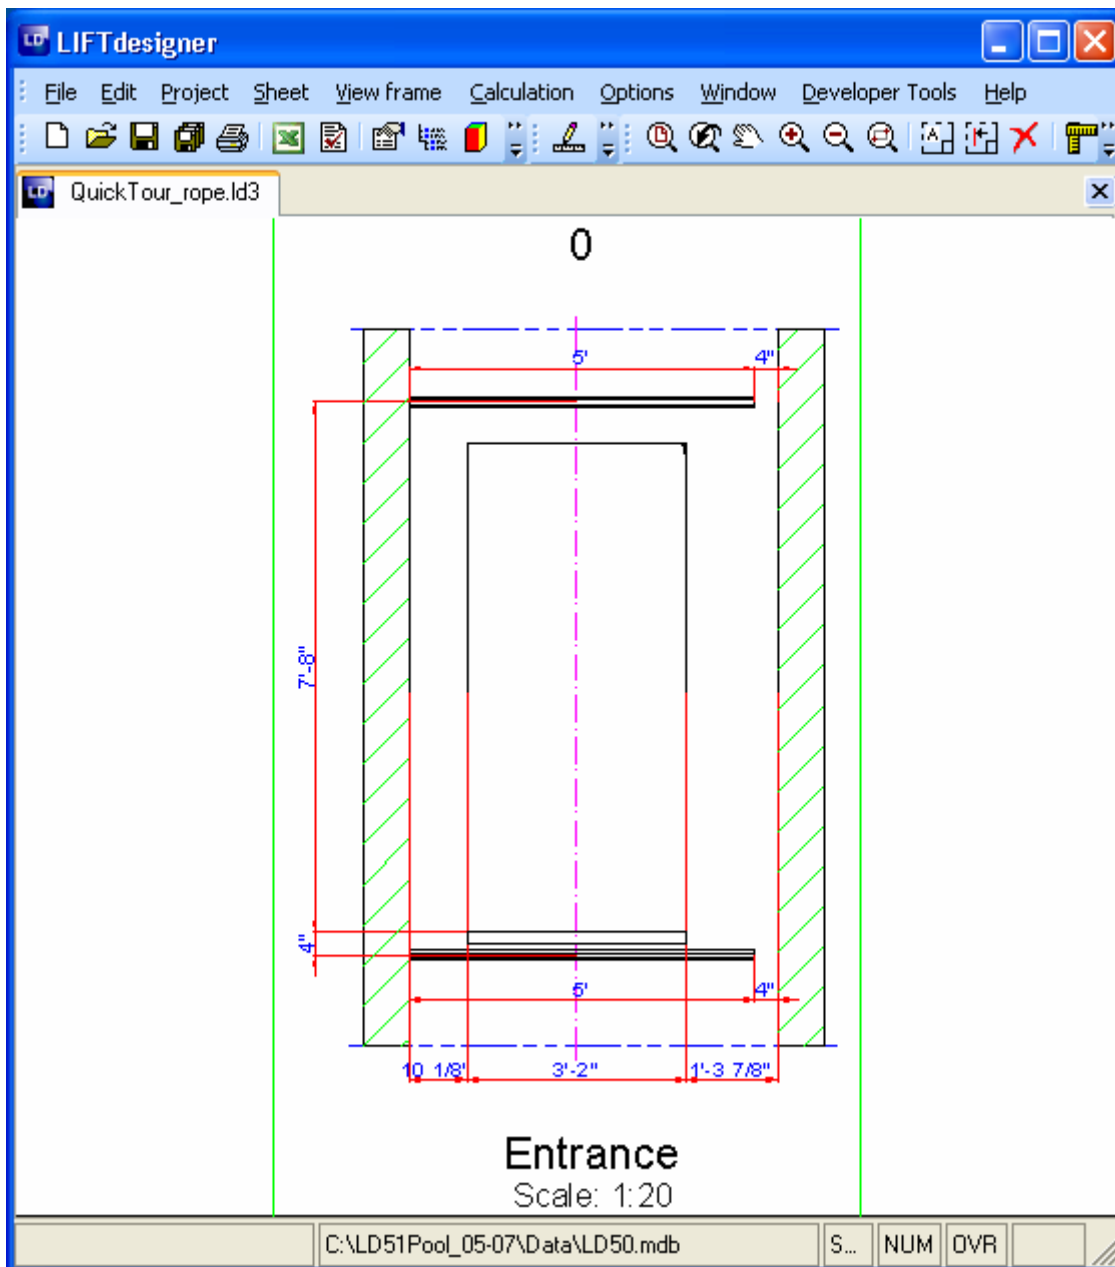 LD LIFTdesigner
File Edit Project Sheet View frame Calculation Options Window Developer Tools Help
LD QuickTour_rope.ld3
0
5' 4"
7'-8"
4"
5' 4"
10 1/8' 3'-2" 1'-3 7/8"
Entrance
Scale: 1:20
C:\LD51Pool_05-07\Data\LD50.mdb S... NUM OVR